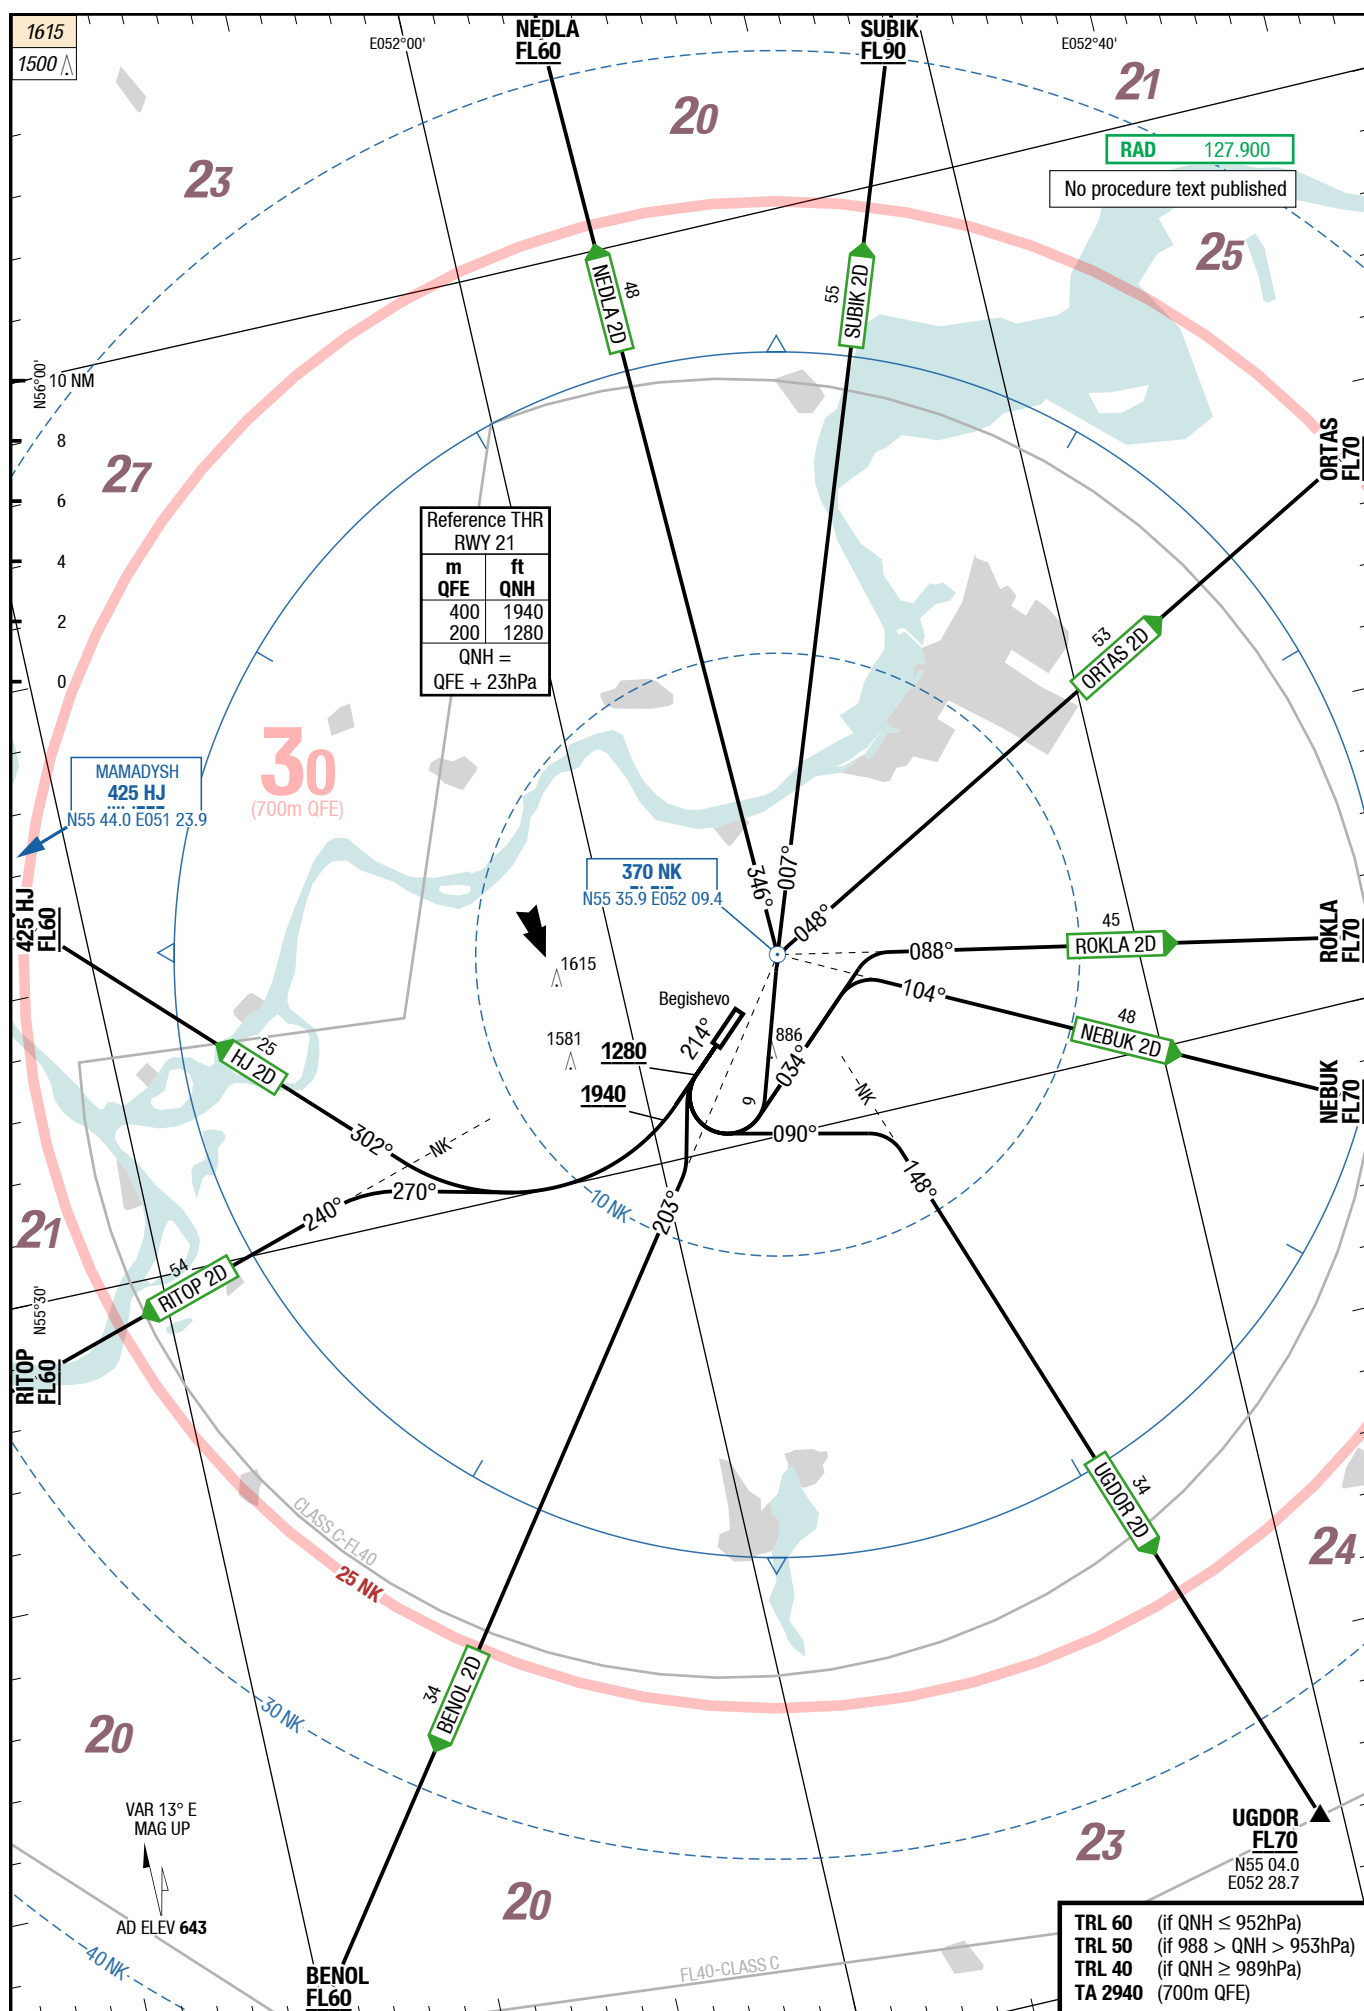 1615
1500
E052°00'
NEDLA
FL60
SUBIK
FL90
E052°40'
21
20
23
RAD 127.900
No procedure text published
25
48
NEDLA 2D
55
SUBIK 2D
N56°00'
10 NM
8
6
4
2
0
27
ORTAS
FL70
Reference THR
RWY 21
m ft
QFE QNH
400 1940
200 1280
QNH =
QFE + 23hPa
53
ORTAS 2D
30
(700m QFE)
MAMADYSH
425 HJ
N55 44.0 E051 23.9
370 NK
N55 35.9 E052 09.4
346°
007°
048°
425 HJ
FL60
45
ROKLA 2D
088°
ROKLA
FL70
1615
104°
Begishevo
214°
48
NEBUK 2D
1581
1280
886
034°
1940
9
NK
NEBUK
FL70
25
HJ 2D
302°
NK
090°
148°
240°
270°
203°
10 NK
21
54
RITOP 2D
N55°30'
RITOP
FL60
34
UGDOR 2D
CLASS C-FL40
25 NK
24
34
BENOL 2D
30 NK
20
VAR 13° E
MAG UP
AD ELEV 643
UGDOR
FL70
N55 04.0
E052 28.7
23
20
40 NK
BENOL
FL60
FL40-CLASS C
TRL 60 (if QNH ≤ 952hPa)
TRL 50 (if 988 > QNH > 953hPa)
TRL 40 (if QNH ≥ 989hPa)
TA 2940 (700m QFE)